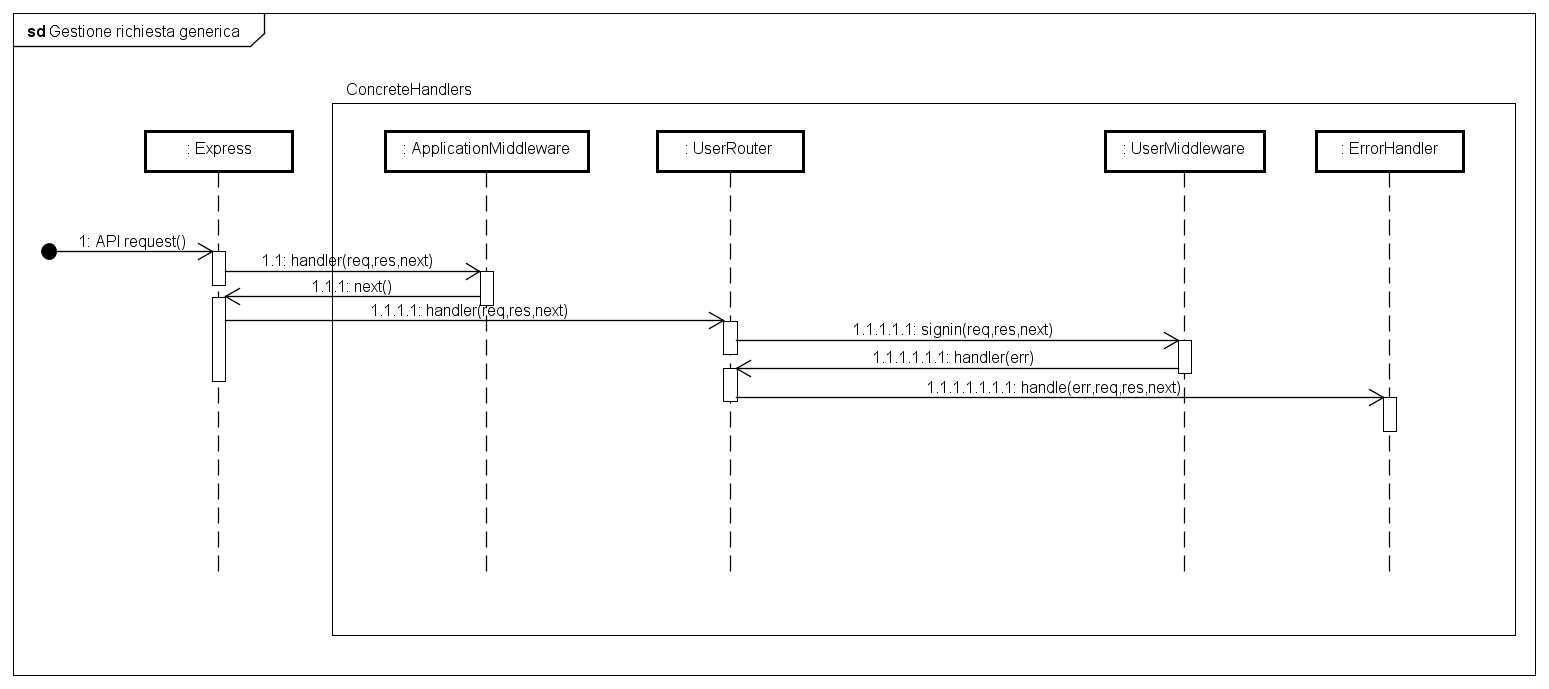 sd Gestione richiesta generica
ConcreteHandlers
: Express
: ApplicationMiddleware
: UserRouter
: UserMiddleware
: ErrorHandler
1: API request()
1.1: handler(req,res,next)
1.1.1: next()
1.1.1.1: handler(req,res,next)
1.1.1.1.1: signin(req,res,next)
1.1.1.1.1.1: handler(err)
1.1.1.1.1.1.1: handle(err,req,res,next)